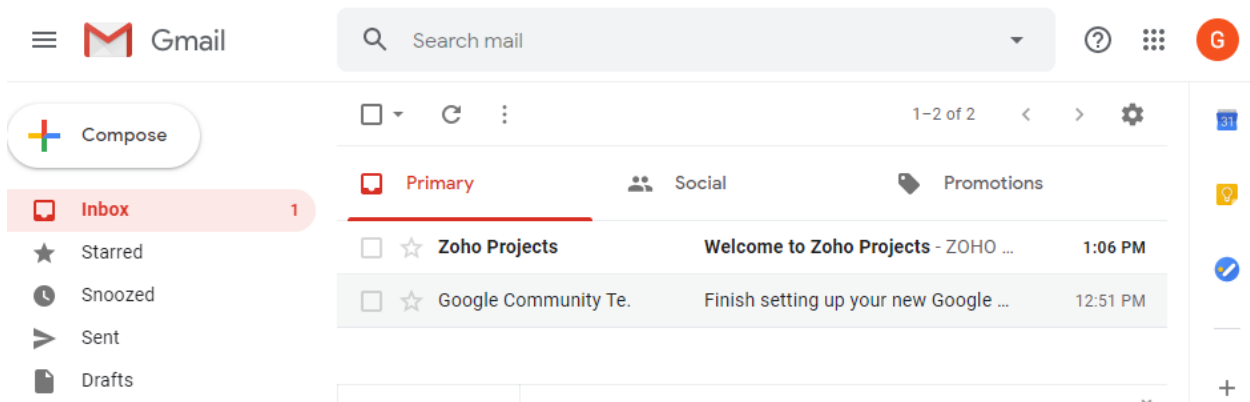 Gmail
Search mail
G
Compose
1–2 of 2
31
Primary
Social
Promotions
Inbox 1
Zoho Projects Welcome to Zoho Projects - ZOHO ... 1:06 PM
Starred
Google Community Te. Finish setting up your new Google ... 12:51 PM
Snoozed
Sent
Drafts